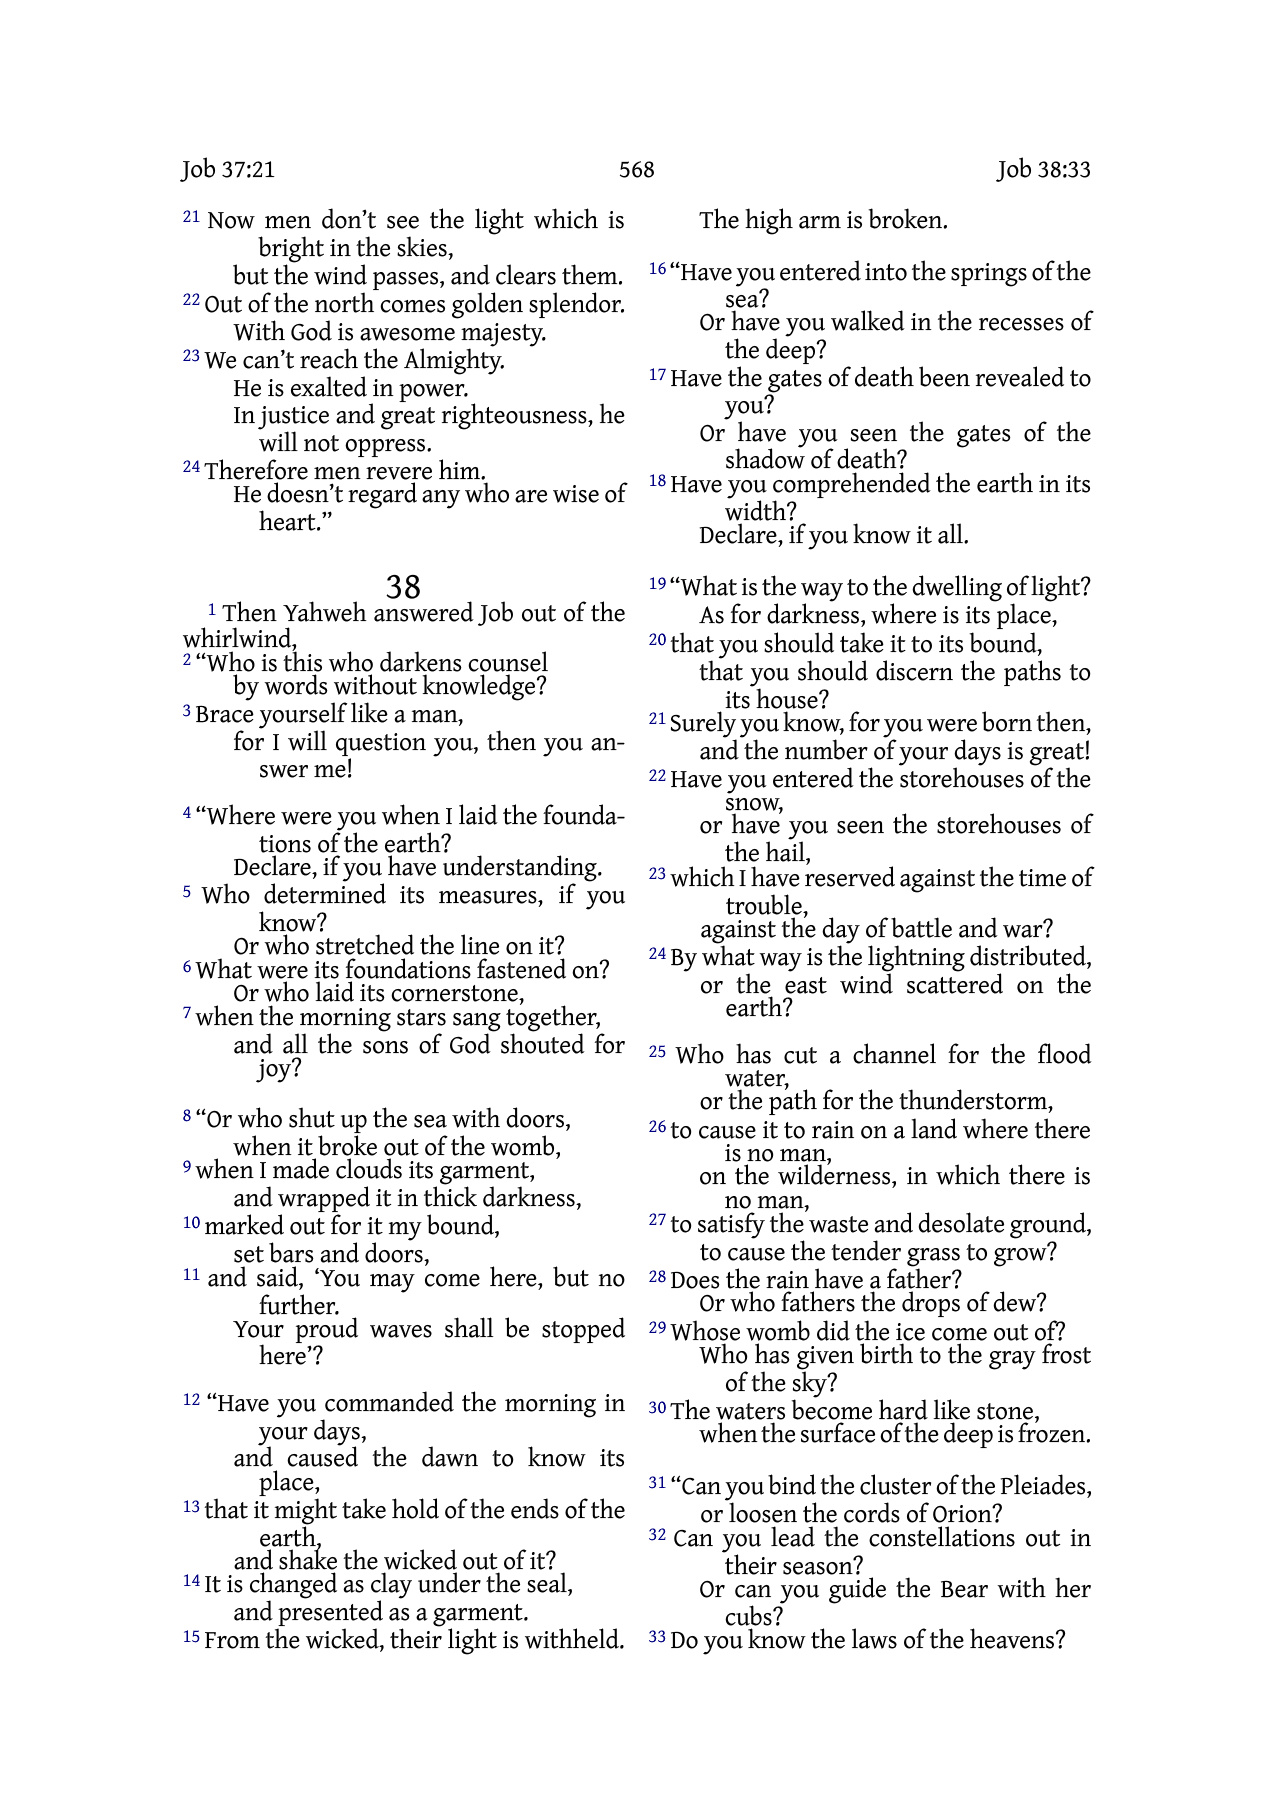 Job 37:21 568 Job 38:33
21 Now men don’t see the light which is
bright in the skies,
but the wind passes, and clears them.
22 Out of the north comes golden splendor.
With God is awesome majesty.
23 We can’t reach the Almighty.
He is exalted in power.
In justice and great righteousness, he
will not oppress.
24 Therefore men revere him.
He doesn’t regard any who are wise of
heart.”
38
1 Then Yahweh answered Job out of the
whirlwind,
2 “Who is this who darkens counsel
by words without knowledge?
3 Brace yourself like a man,
for I will question you, then you an-
swer me!
4 “Where were you when I laid the founda-
tions of the earth?
Declare, if you have understanding.
5 Who determined its measures, if you
know?
Or who stretched the line on it?
6 What were its foundations fastened on?
Or who laid its cornerstone,
7 when the morning stars sang together,
and all the sons of God shouted for
joy?
8 “Or who shut up the sea with doors,
when it broke out of the womb,
9 when I made clouds its garment,
and wrapped it in thick darkness,
10 marked out for it my bound,
set bars and doors,
11 and said, ‘You may come here, but no
further.
Your proud waves shall be stopped
here’?
12 “Have you commanded the morning in
your days,
and caused the dawn to know its
place,
13 that it might take hold of the ends of the
earth,
and shake the wicked out of it?
14 It is changed as clay under the seal,
and presented as a garment.
15 From the wicked, their light is withheld.
The high arm is broken.
16 “Have you entered into the springs of the
sea?
Or have you walked in the recesses of
the deep?
17 Have the gates of death been revealed to
you?
Or have you seen the gates of the
shadow of death?
18 Have you comprehended the earth in its
width?
Declare, if you know it all.
19 “What is the way to the dwelling of light?
As for darkness, where is its place,
20 that you should take it to its bound,
that you should discern the paths to
its house?
21 Surely you know, for you were born then,
and the number of your days is great!
22 Have you entered the storehouses of the
snow,
or have you seen the storehouses of
the hail,
23 which I have reserved against the time of
trouble,
against the day of battle and war?
24 By what way is the lightning distributed,
or the east wind scattered on the
earth?
25 Who has cut a channel for the flood
water,
or the path for the thunderstorm,
26 to cause it to rain on a land where there
is no man,
on the wilderness, in which there is
no man,
27 to satisfy the waste and desolate ground,
to cause the tender grass to grow?
28 Does the rain have a father?
Or who fathers the drops of dew?
29 Whose womb did the ice come out of?
Who has given birth to the gray frost
of the sky?
30 The waters become hard like stone,
when the surface of the deep is frozen.
31 “Can you bind the cluster of the Pleiades,
or loosen the cords of Orion?
32 Can you lead the constellations out in
their season?
Or can you guide the Bear with her
cubs?
33 Do you know the laws of the heavens?